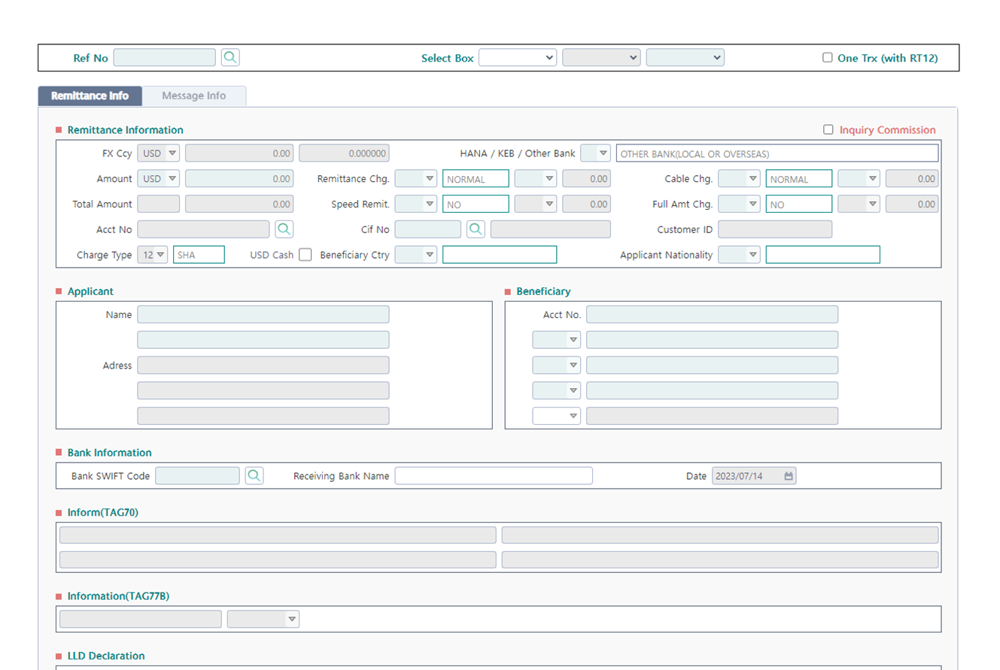 Ref No Select Box One Trx (with RT12)
Remittance Info Message Info
Remittance Information Inquiry Commission
FX Ccy USD 0.00 0.000000 HANA / KEB / Other Bank OTHER BANK(LOCAL OR OVERSEAS)
Amount USD 0.00 Remittance Chg. NORMAL 0.00 Cable Chg. NORMAL 0.00
Total Amount 0.00 Speed Remit. NO 0.00 Full Amt Chg. NO 0.00
Acct No Cif No Customer ID
Charge Type 12 SHA USD Cash Beneficiary Ctry Applicant Nationality
Applicant Beneficiary
Name Acct No.
Adress
Bank Information
Bank SWIFT Code Receiving Bank Name Date 2023/07/14
Inform(TAG70)
Information(TAG77B)
LLD Declaration